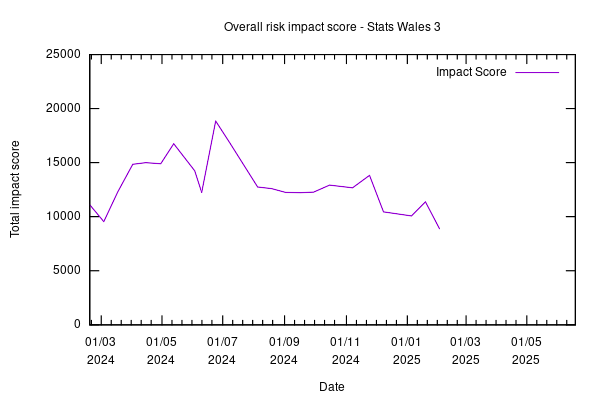 Overall risk impact score - Stats Wales 3
25000
20000
15000
10000
5000
0
Total impact score
Impact Score
01/03 01/05 01/07 01/09 01/11 01/01 01/03 01/05
2024 2024 2024 2024 2024 2025 2025 2025
Date